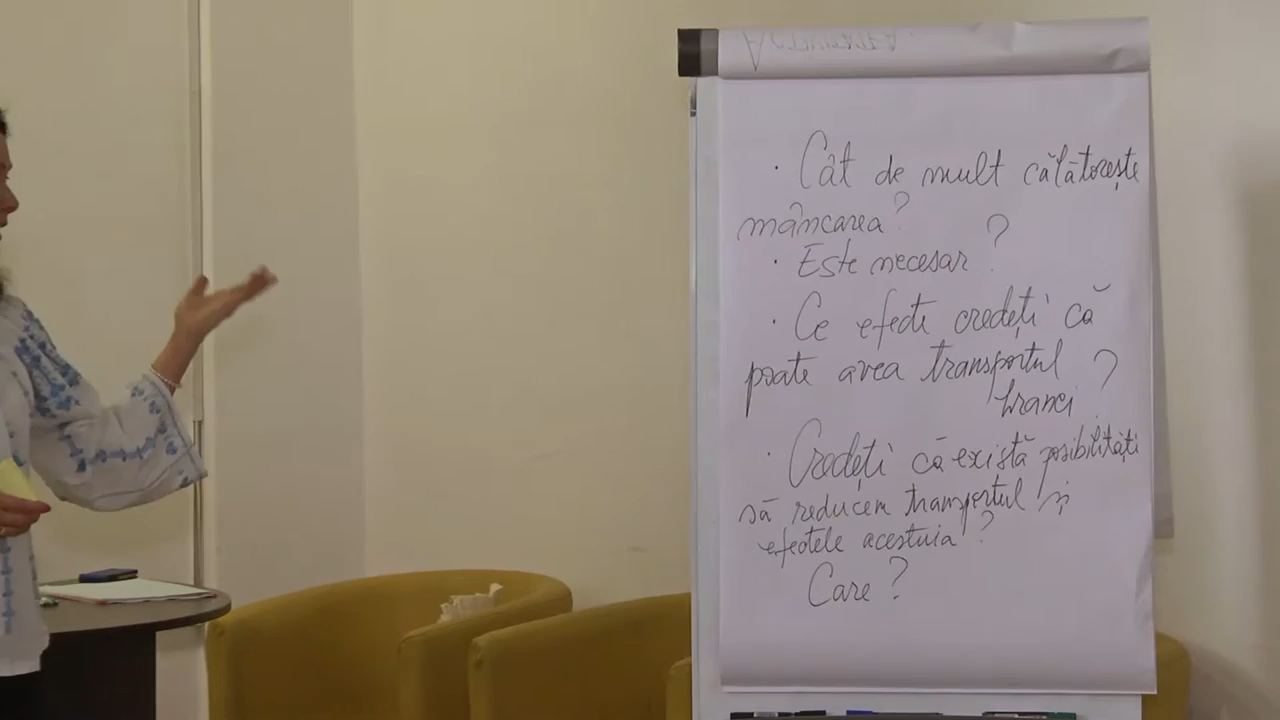 · Cât de mult călătorește
mâncarea?
· Este necesar?
· Ce efecte credeți că
poate avea transportul
hranei?
· Credeți că există posibilități
să reducem transportul și
efectele acestuia?
Care?